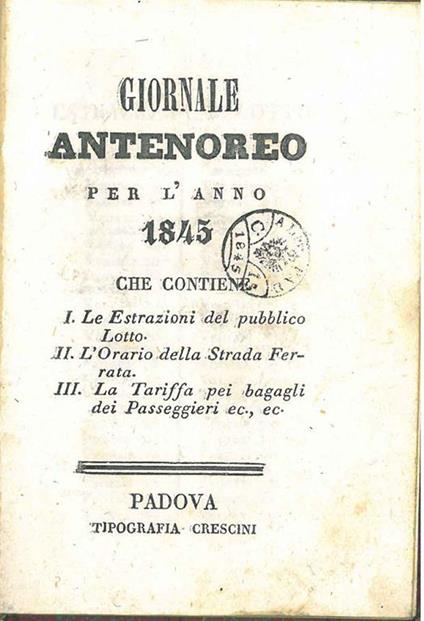 GIORNALE
ANTENOREO
PER L'ANNO
1845
CHE CONTIENE
I. Le Estrazioni del pubblico
Lotto.
II. L'Orario della Strada Fer-
rata.
III. La Tariffa pei bagagli
dei Passeggieri ec., ec.
PADOVA
TIPOGRAFIA CRESCINI
1845